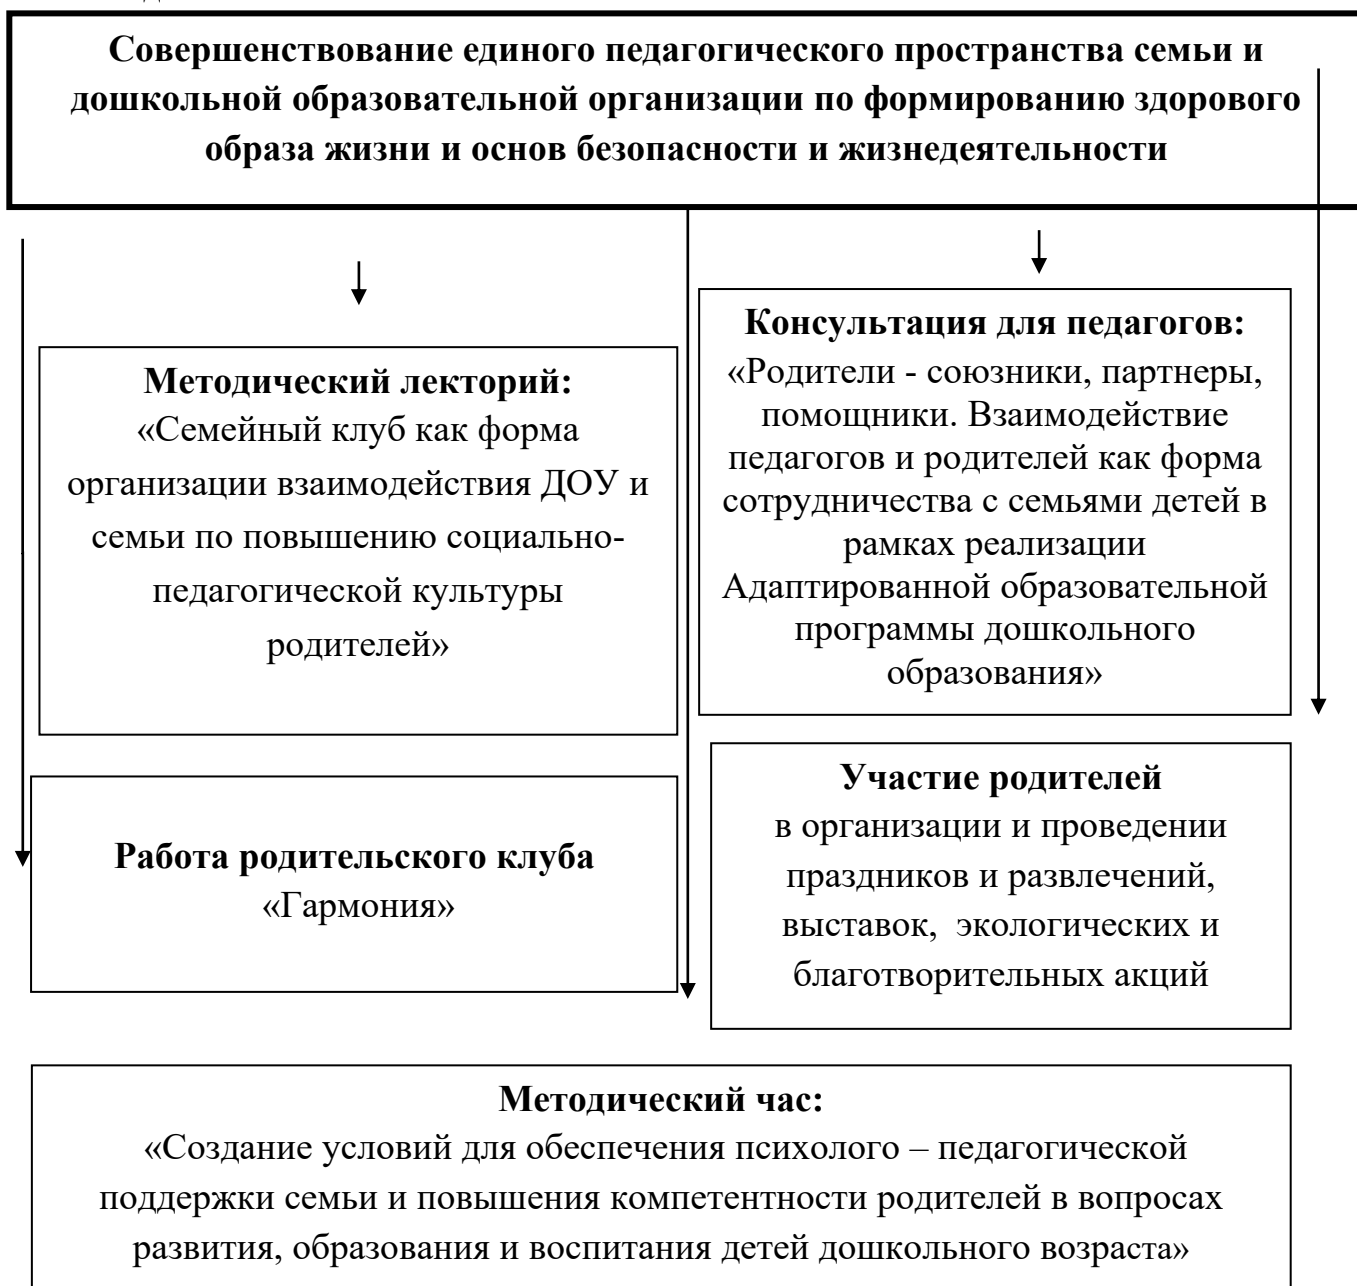 Совершенствование единого педагогического пространства семьи и
дошкольной образовательной организации по формированию здорового
образа жизни и основ безопасности и жизнедеятельности
Методический лекторий:
«Семейный клуб как форма
организации взаимодействия ДОУ и
семьи по повышению социально-
педагогической культуры
родителей»
Консультация для педагогов:
«Родители - союзники, партнеры,
помощники. Взаимодействие
педагогов и родителей как форма
сотрудничества с семьями детей в
рамках реализации
Адаптированной образовательной
программы дошкольного
образования»
Работа родительского клуба
«Гармония»
Участие родителей
в организации и проведении
праздников и развлечений,
выставок, экологических и
благотворительных акций
Методический час:
«Создание условий для обеспечения психолого – педагогической
поддержки семьи и повышения компетентности родителей в вопросах
развития, образования и воспитания детей дошкольного возраста»